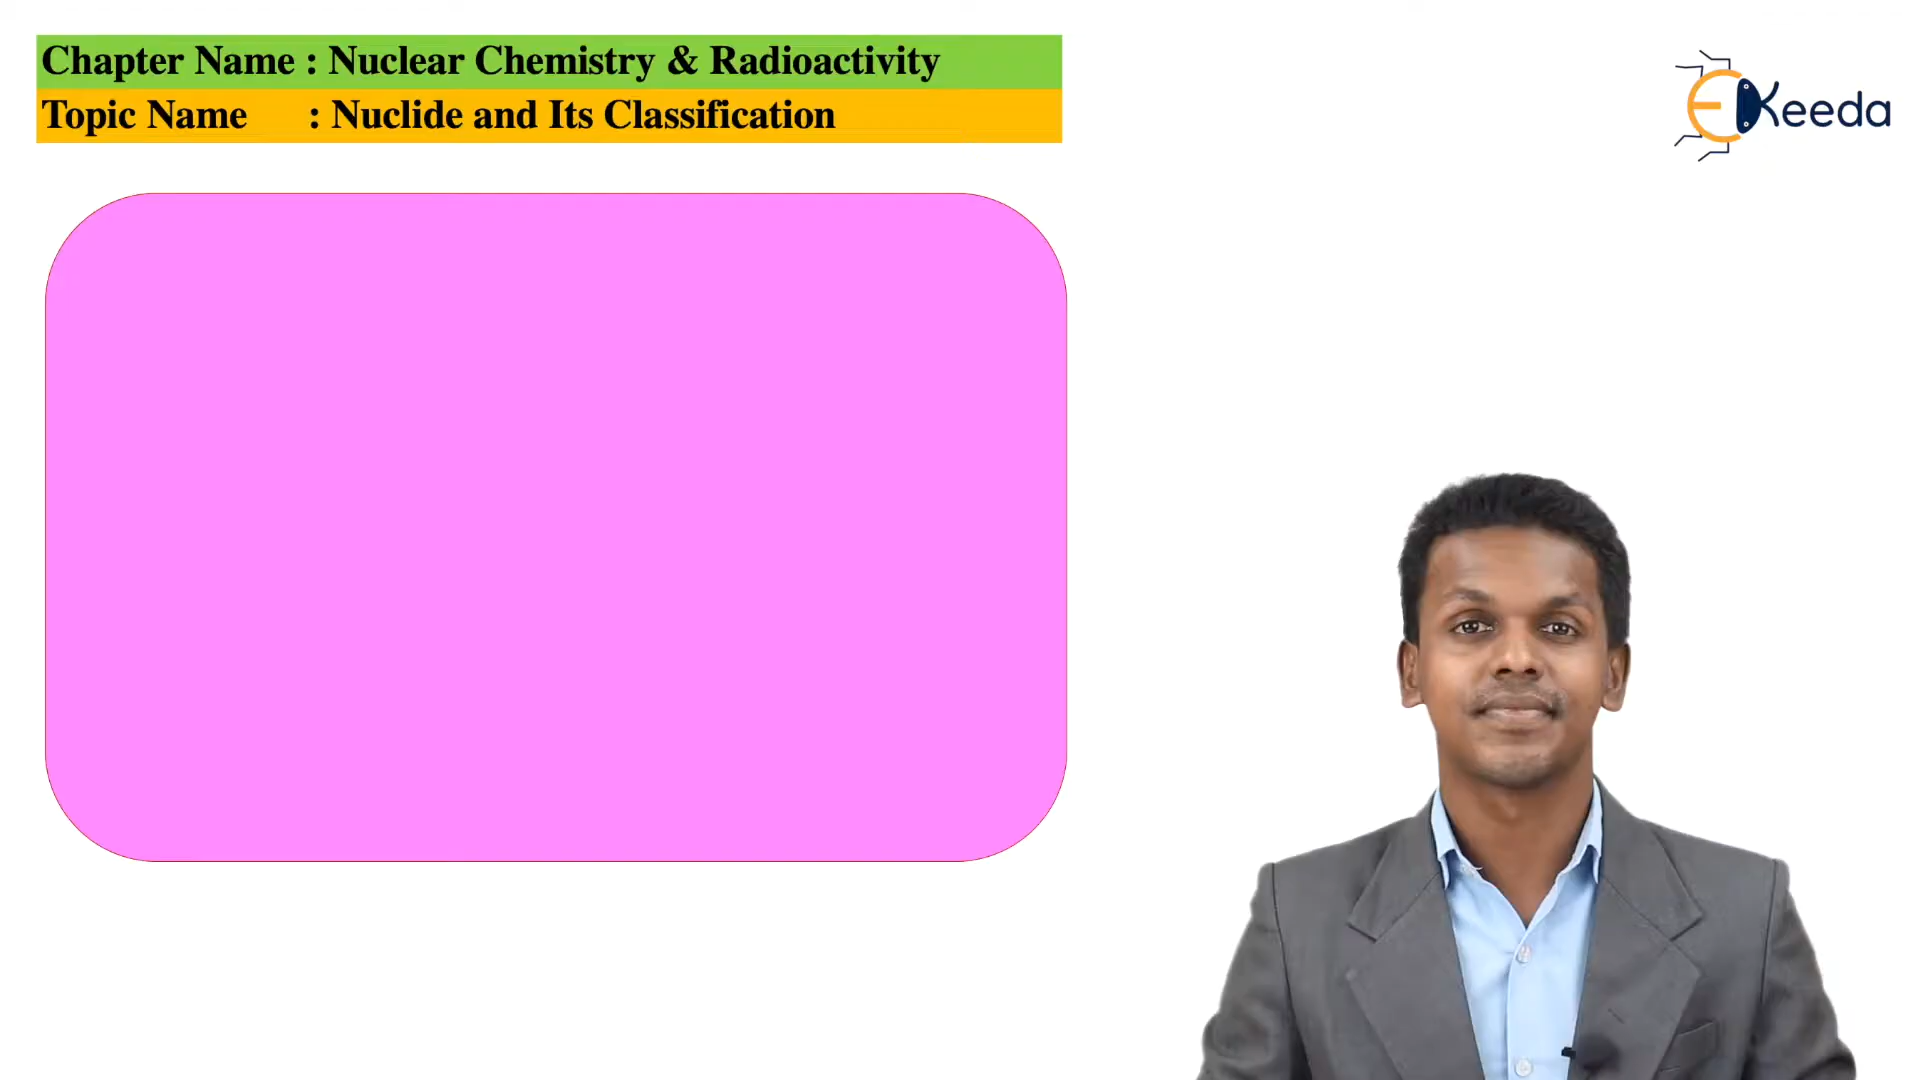 Chapter Name : Nuclear Chemistry & Radioactivity
Topic Name : Nuclide and Its Classification
EKeeda